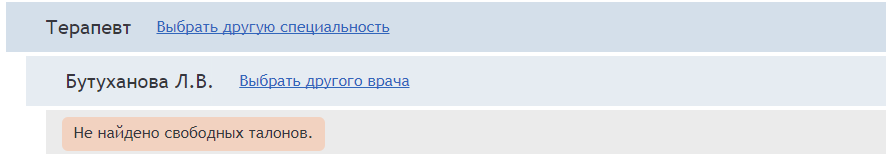 Терапевт Выбрать другую специальность
Бутуханова Л.В. Выбрать другого врача
Не найдено свободных талонов.